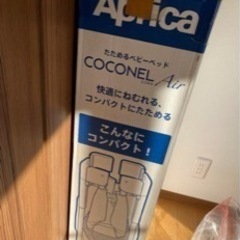 Aprica
たためるベビーベッド
COCONEL Air
快適にねむれる、
コンパクトにたためる
こんなに
コンパクト!